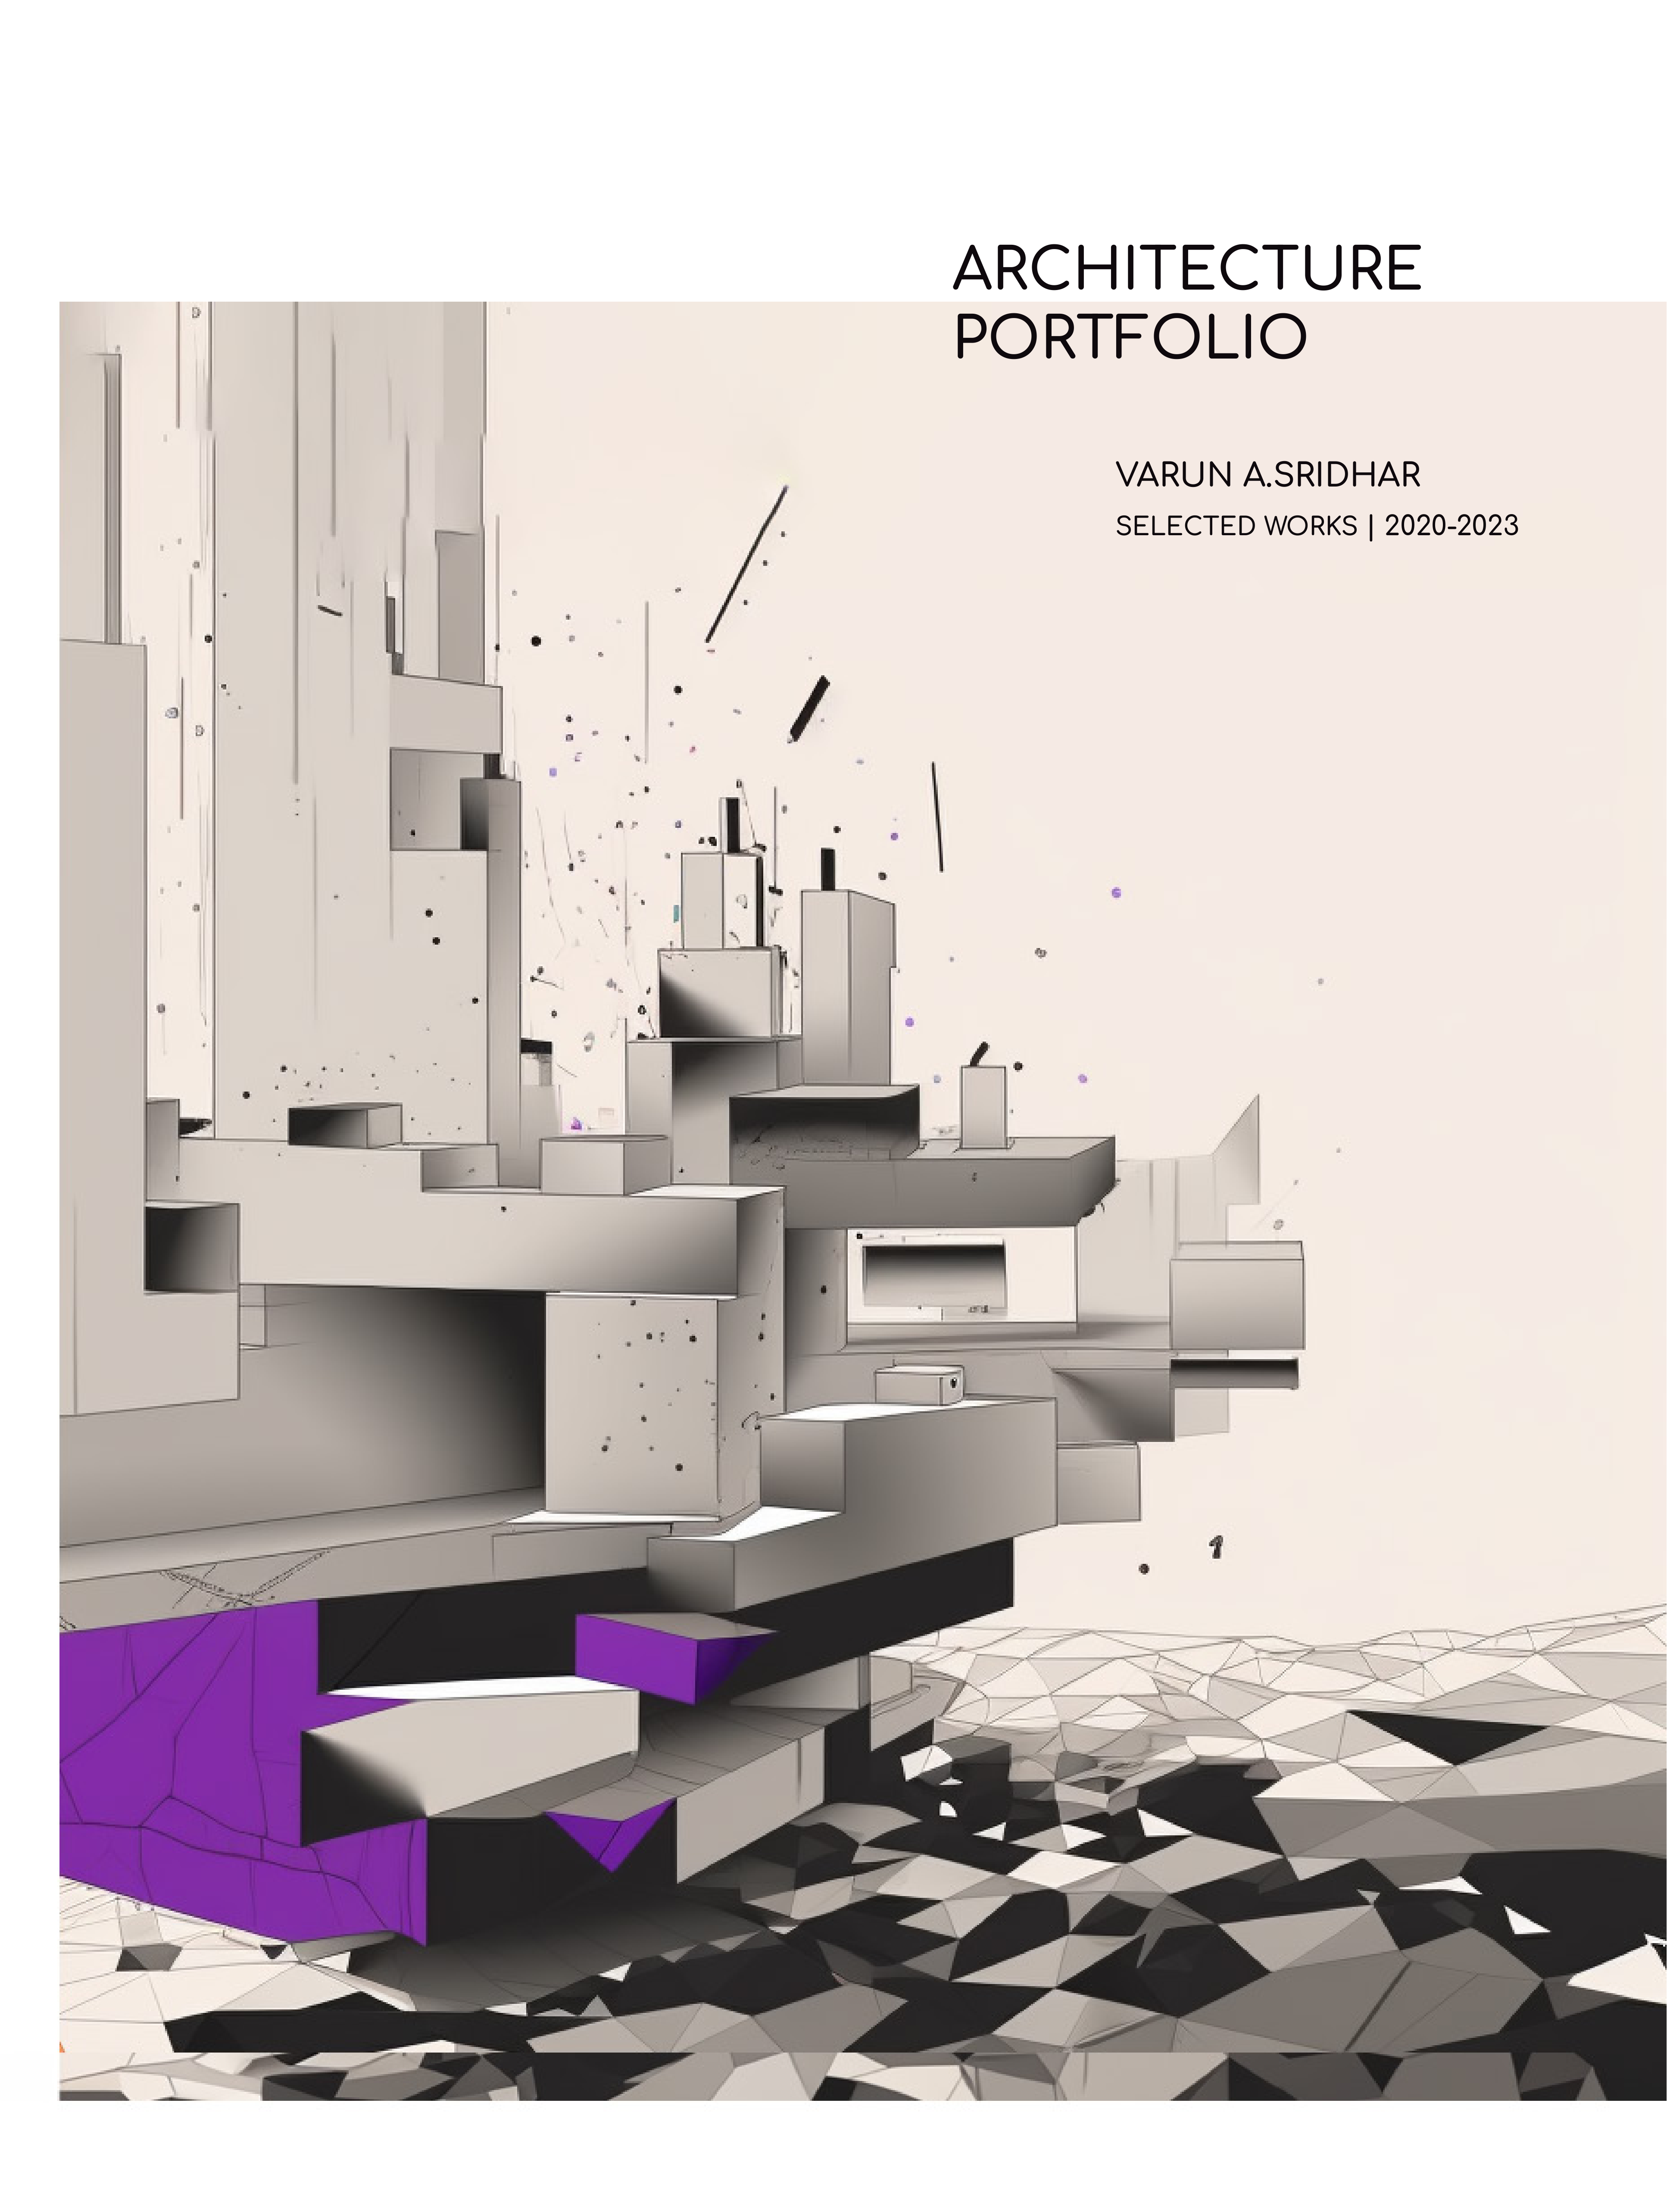 ARCHITECTURE
PORTFOLIO
VARUN A.SRIDHAR
SELECTED WORKS | 2020-2023